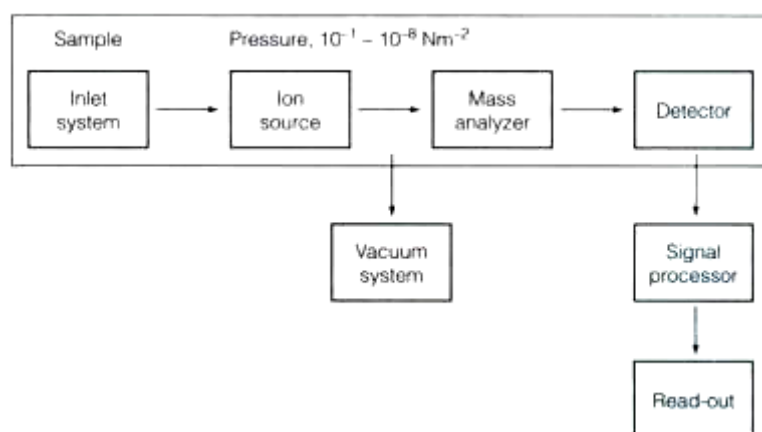 Sample
Pressure, 10⁻¹ – 10⁻⁸ Nm⁻²
Inlet
system
Ion
source
Mass
analyzer
Detector
Vacuum
system
Signal
processor
Read-out